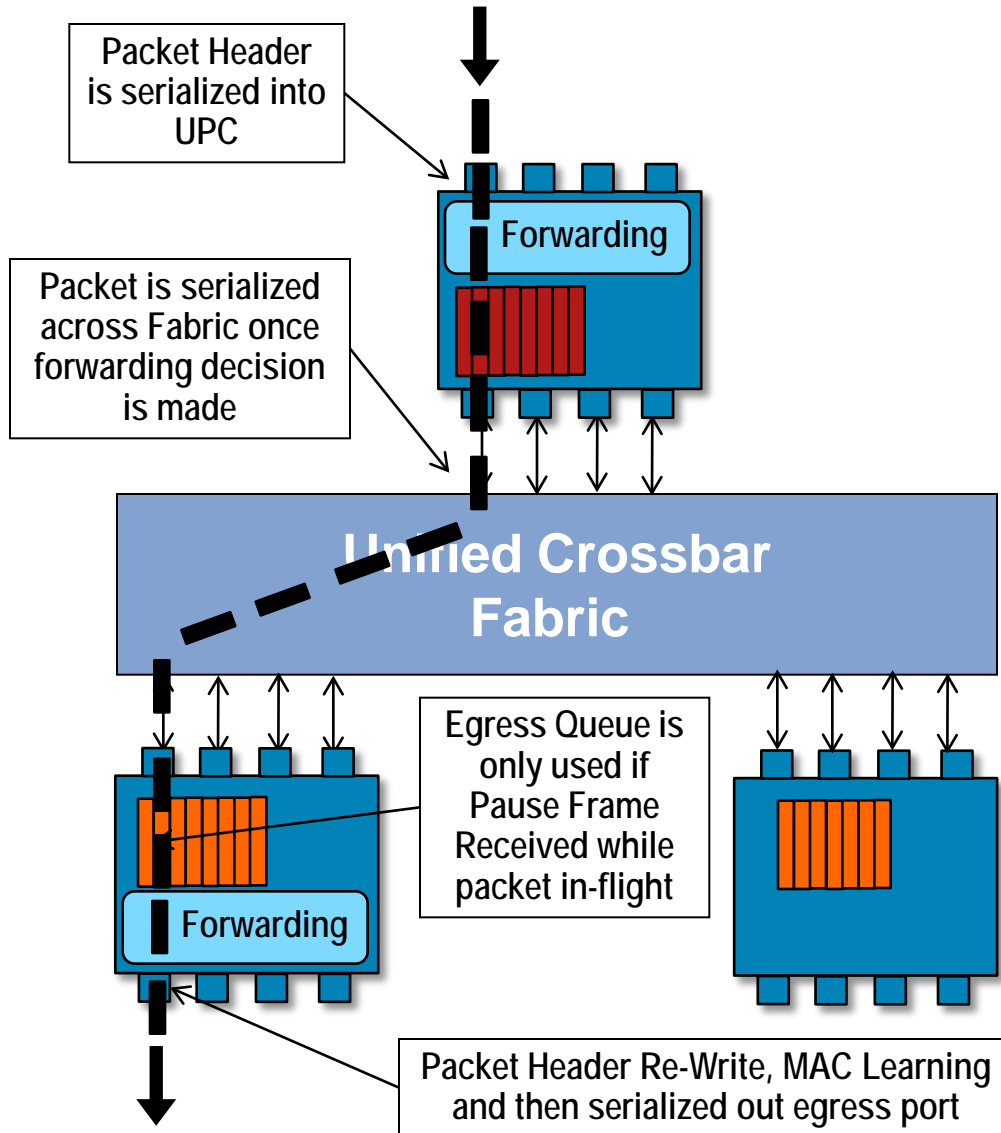 Packet Header
is serialized into
UPC
Forwarding
Packet is serialized
across Fabric once
forwarding decision
is made
Unified Crossbar
Fabric
Egress Queue is
only used if
Pause Frame
Received while
packet in-flight
Forwarding
Packet Header Re-Write, MAC Learning
and then serialized out egress port